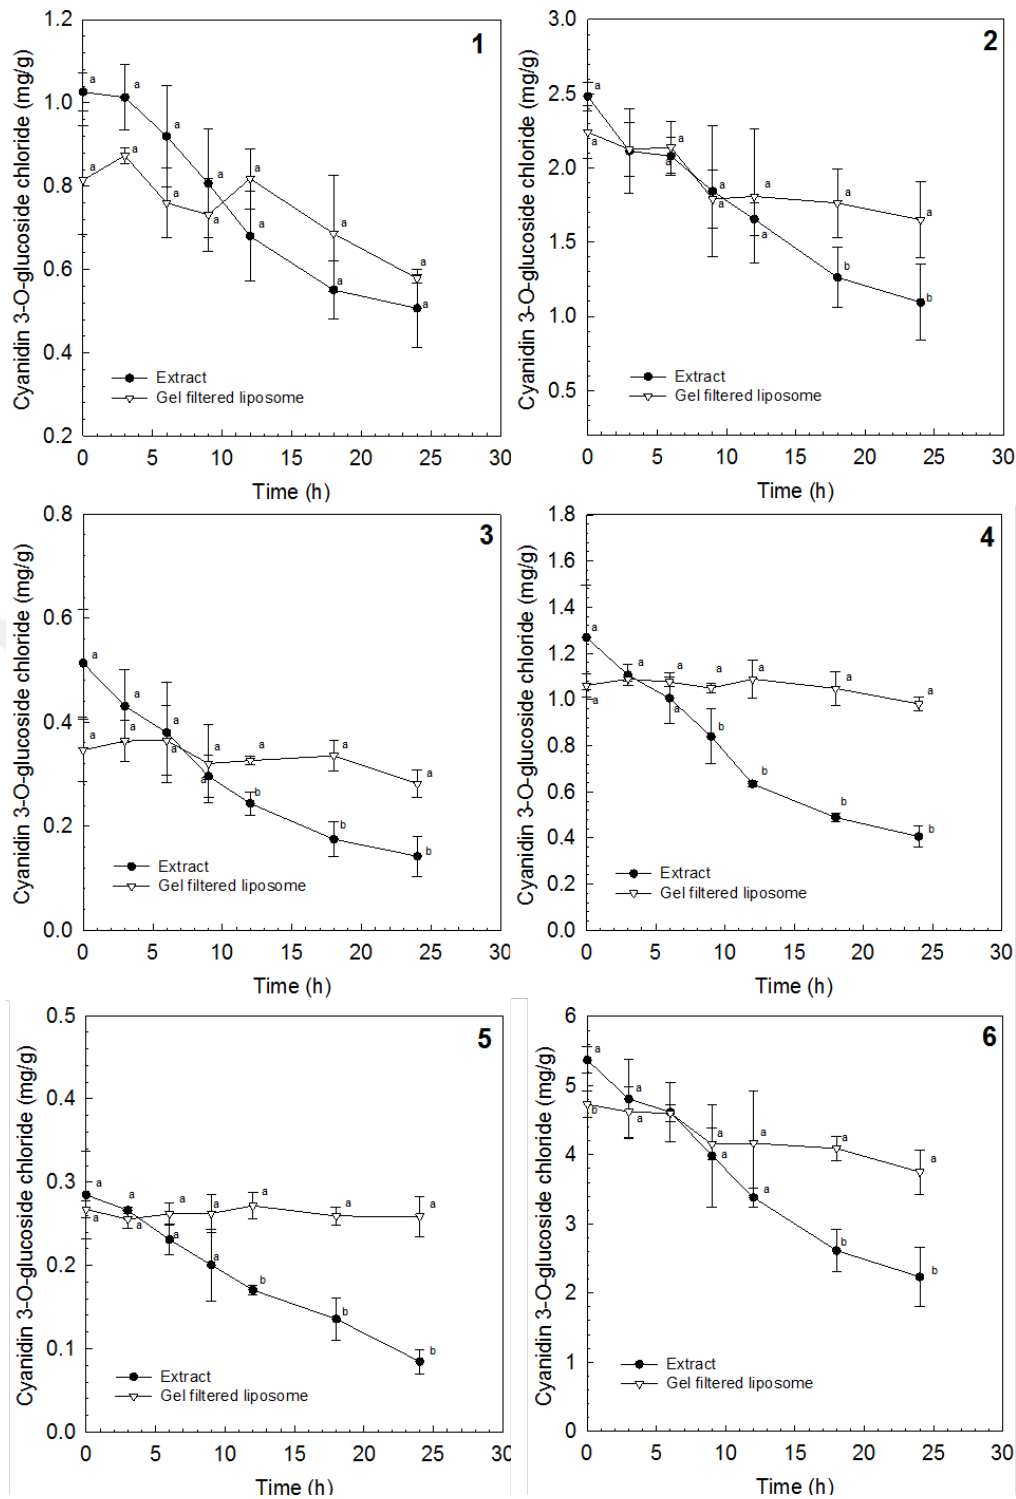 1
Cyanidin 3-O-glucoside chloride (mg/g)
1.2
1.0
0.8
0.6
0.4
0.2
a
a
a
a
a
a
a
a
a
a
a
a
a
a
Extract
Gel filtered liposome
0 5 10 15 20 25 30
Time (h)
2
Cyanidin 3-O-glucoside chloride (mg/g)
3.0
2.5
2.0
1.5
1.0
0.5
a
a
a
a
a
a
a
a
a
a
b
b
Extract
Gel filtered liposome
0 5 10 15 20 25 30
Time (h)
3
Cyanidin 3-O-glucoside chloride (mg/g)
0.8
0.6
0.4
0.2
0.0
a
a
a
a
a
a
a
a
a
a
b
b
b
Extract
Gel filtered liposome
0 5 10 15 20 25 30
Time (h)
4
Cyanidin 3-O-glucoside chloride (mg/g)
1.8
1.6
1.4
1.2
1.0
0.8
0.6
0.4
0.2
0.0
a
a
a
a
a
a
a
a
a
b
b
b
b
Extract
Gel filtered liposome
0 5 10 15 20 25 30
Time (h)
5
Cyanidin 3-O-glucoside chloride (mg/g)
0.5
0.4
0.3
0.2
0.1
0.0
a
a
a
a
a
a
a
a
a
a
a
b
b
b
Extract
Gel filtered liposome
0 5 10 15 20 25 30
Time (h)
6
Cyanidin 3-O-glucoside chloride (mg/g)
6
5
4
3
2
1
0
a
b
a
a
a
a
a
a
a
a
b
b
Extract
Gel filtered liposome
0 5 10 15 20 25 30
Time (h)